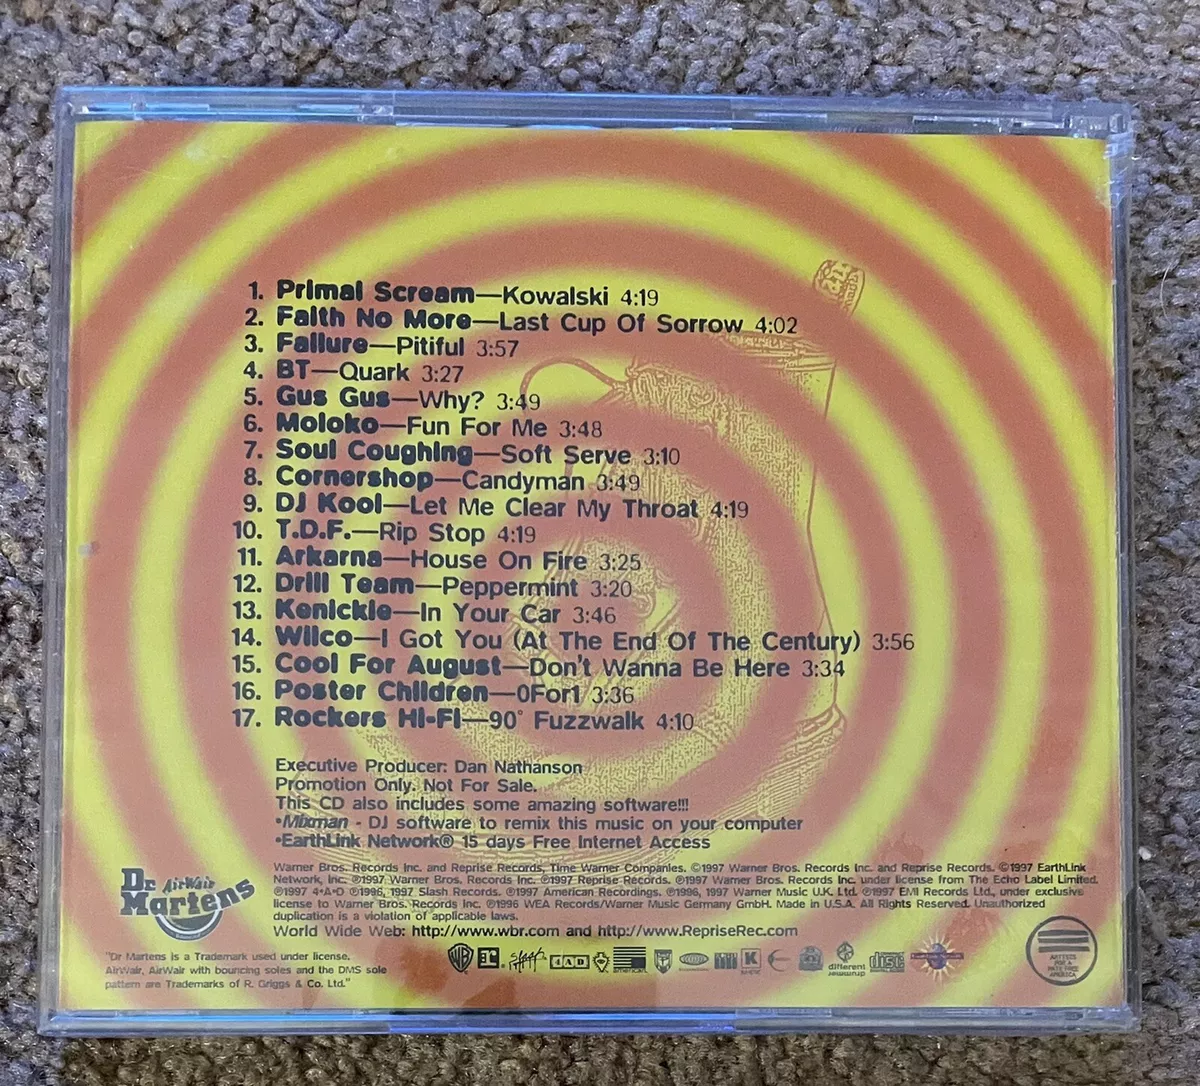 1. Primal Scream—Kowalski 4:19
2. Faith No More—Last Cup Of Sorrow 4:02
3. Failure—Pitiful 3:57
4. BT—Quark 3:27
5. Gus Gus—Why? 3:49
6. Moloko—Fun For Me 3:48
7. Soul Coughing—Soft Serve 3:10
8. Cornershop—Candyman 3:49
9. DJ Kool—Let Me Clear My Throat 4:19
10. T.D.F.—Rip Stop 4:19
11. Arkarna—House On Fire 3:25
12. Drill Team—Peppermint 3:20
13. Kenickie—In Your Car 3:46
14. Wilco—I Got You (At The End Of The Century) 3:56
15. Cool For August—Don't Wanna Be Here 3:34
16. Poster Children—0For1 3:36
17. Rockers Hi-Fi—90° Fuzzwalk 4:10
Executive Producer: Dan Nathanson
Promotion Only. Not For Sale.
This CD also includes some amazing software!!!
•Mixman - DJ software to remix this music on your computer
•EarthLink Network® 15 days Free Internet Access
Warner Bros. Records Inc. and Reprise Records, Time Warner Companies. ©1997 Warner Bros. Records Inc. and Reprise Records. ©1997 EarthLink
Network, Inc. ℗1997 Warner Bros. Records Inc. ℗1997 Reprise Records. ℗1997 Warner Bros. Records Inc. under license from The Echo Label Limited.
℗1997 4•A•D ℗1996, 1997 Slash Records. ℗1997 American Recordings. ℗1996, 1997 Warner Music U.K. Ltd. ℗1997 EMI Records Ltd., under exclusive
license to Warner Bros. Records Inc. ℗1996 WEA Records/Warner Music Germany GmbH. Made in U.S.A. All Rights Reserved. Unauthorized
duplication is a violation of applicable laws.
World Wide Web: http://www.wbr.com and http://www.RepriseRec.com
Dr. AirWair
Martens
"Dr Martens is a Trademark used under license.
AirWair, AirWair with bouncing soles and the DMS sole
pattern are Trademarks of R. Griggs & Co. Ltd."
slash
4AD
american
K
different
disc
ARTISTS
FOR A
HATE FREE
AMERICA